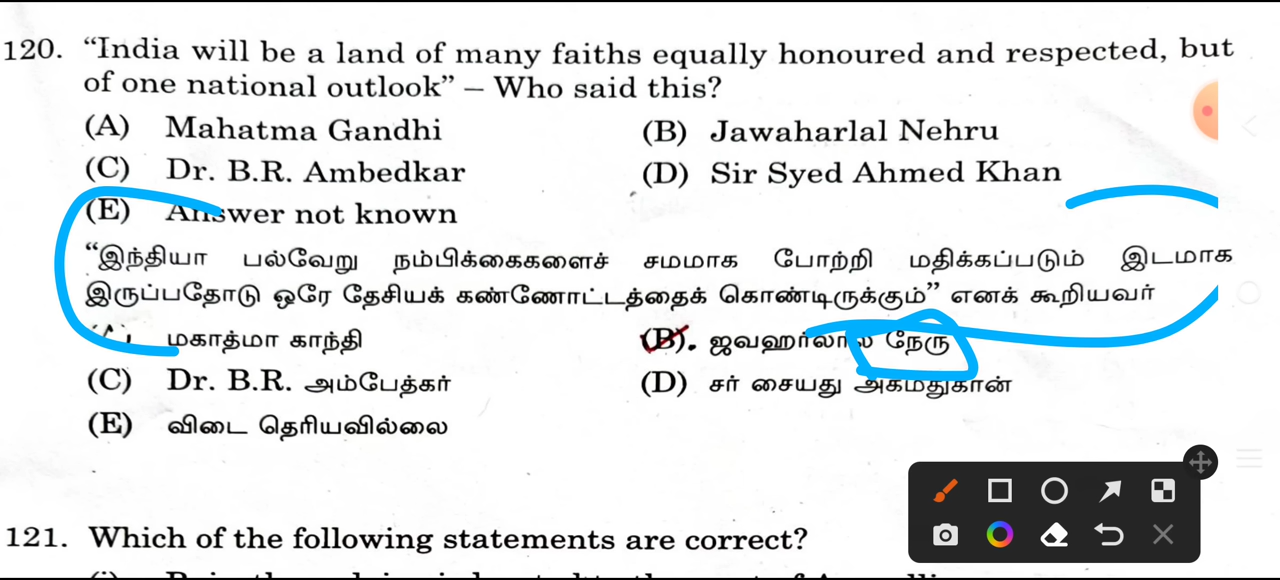 120. “India will be a land of many faiths equally honoured and respected, but
of one national outlook” – Who said this?
(A) Mahatma Gandhi (B) Jawaharlal Nehru
(C) Dr. B.R. Ambedkar (D) Sir Syed Ahmed Khan
(E) Answer not known
“இந்தியா பல்வேறு நம்பிக்கைகளைச் சமமாக போற்றி மதிக்கப்படும் இடமாக
இருப்பதோடு ஒரே தேசியக் கண்ணோட்டத்தைக் கொண்டிருக்கும்” எனக் கூறியவர்
மகாத்மா காந்தி (B). ஜவஹர்லால் நேரு
(C) Dr. B.R. அம்பேத்கர் (D) சர் சையது அகமதுகான்
(E) விடை தெரியவில்லை
121. Which of the following statements are correct?